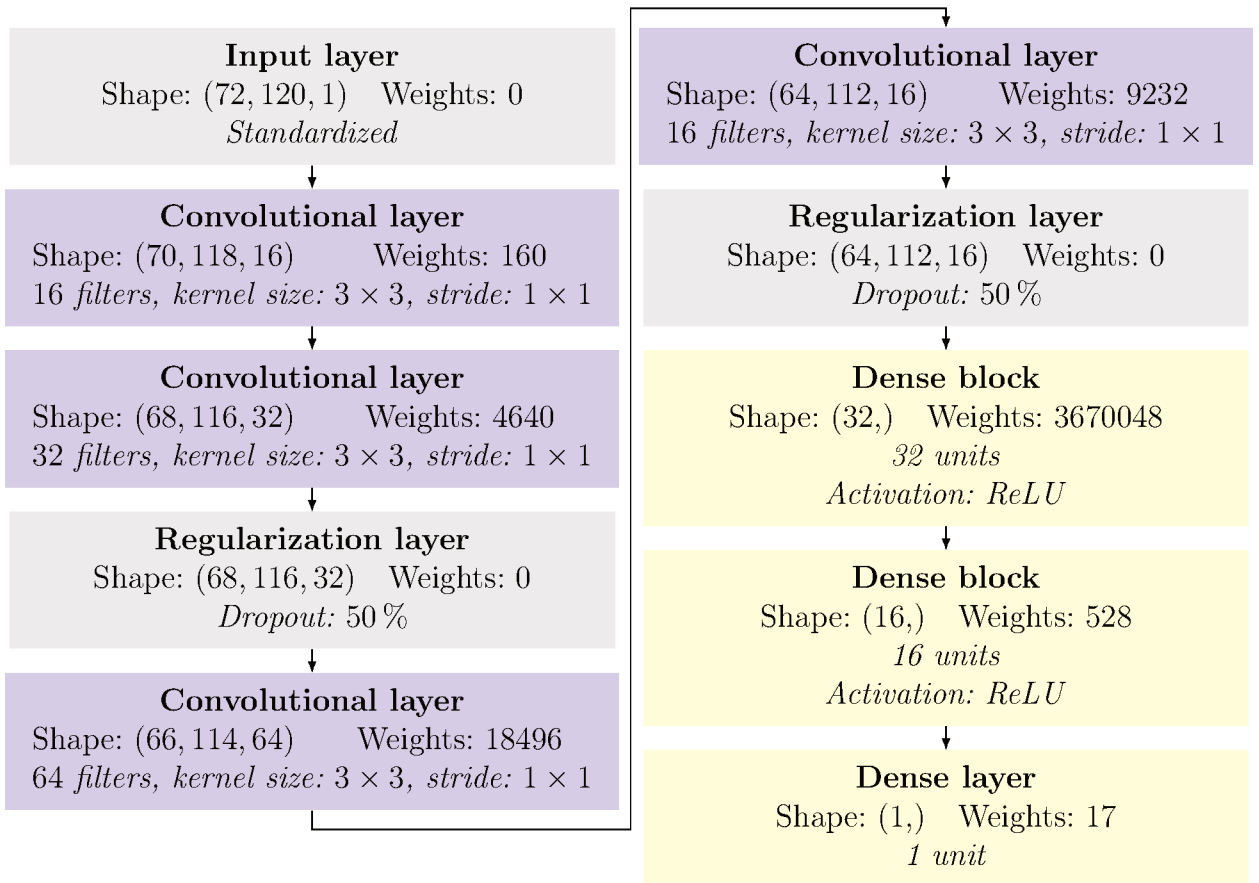 Input layer
Shape: (72, 120, 1) Weights: 0
Standardized
Convolutional layer
Shape: (70, 118, 16) Weights: 160
16 filters, kernel size: 3 × 3, stride: 1 × 1
Convolutional layer
Shape: (68, 116, 32) Weights: 4640
32 filters, kernel size: 3 × 3, stride: 1 × 1
Regularization layer
Shape: (68, 116, 32) Weights: 0
Dropout: 50 %
Convolutional layer
Shape: (66, 114, 64) Weights: 18496
64 filters, kernel size: 3 × 3, stride: 1 × 1
Convolutional layer
Shape: (64, 112, 16) Weights: 9232
16 filters, kernel size: 3 × 3, stride: 1 × 1
Regularization layer
Shape: (64, 112, 16) Weights: 0
Dropout: 50 %
Dense block
Shape: (32,) Weights: 3670048
32 units
Activation: ReLU
Dense block
Shape: (16,) Weights: 528
16 units
Activation: ReLU
Dense layer
Shape: (1,) Weights: 17
1 unit